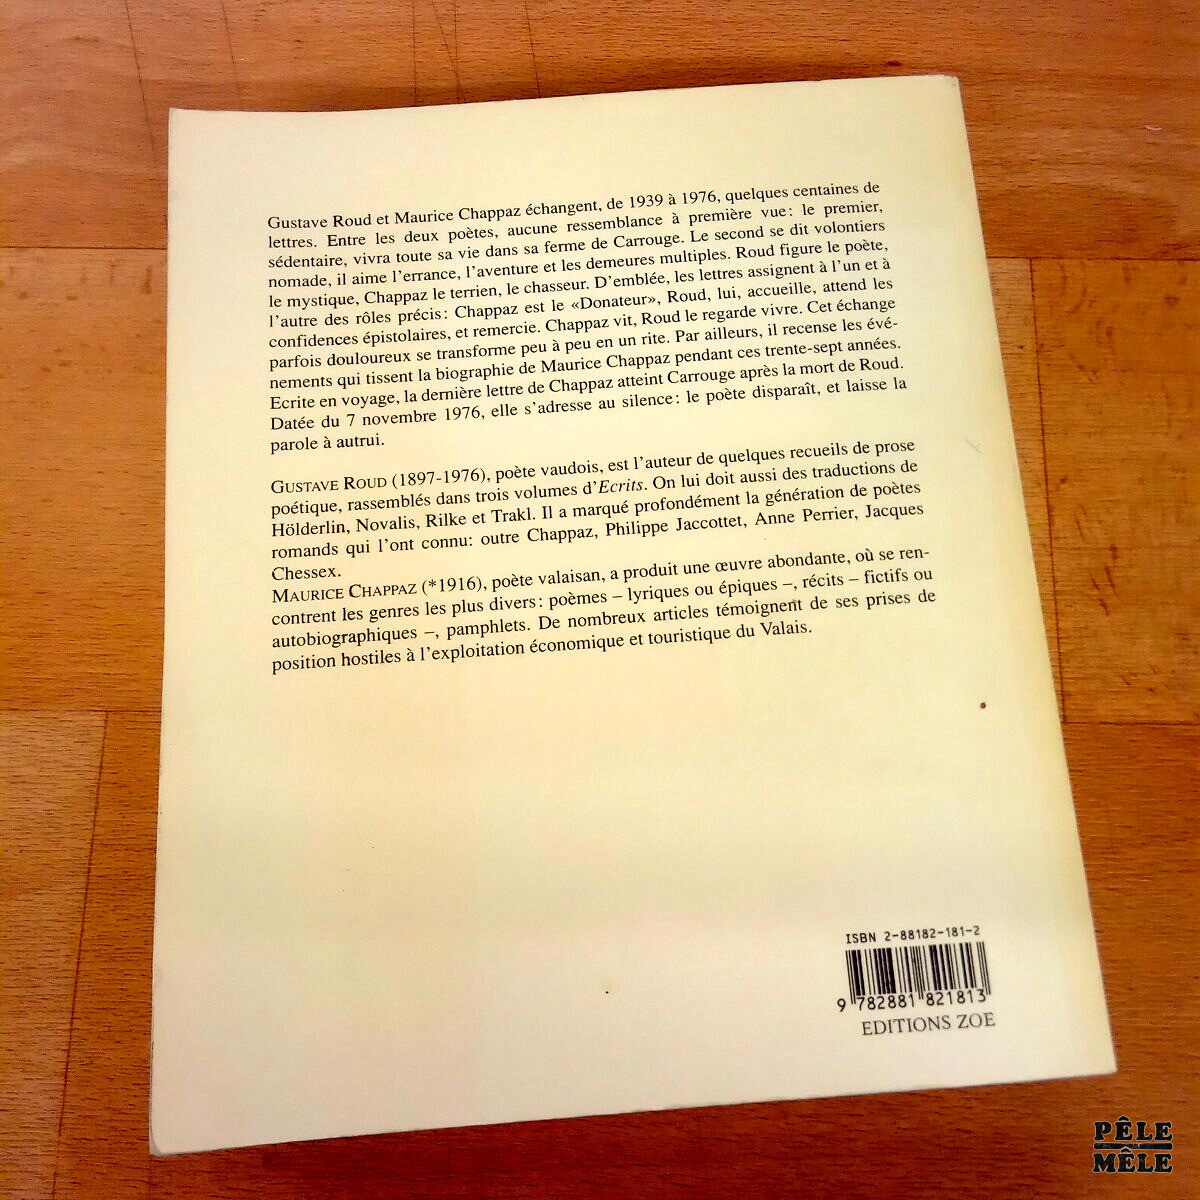 Gustave Roud et Maurice Chappaz échangent, de 1939 à 1976, quelques centaines de
lettres. Entre les deux poètes, aucune ressemblance à première vue: le premier,
sédentaire, vivra toute sa vie dans sa ferme de Carrouge. Le second se dit volontiers
nomade, il aime l'errance, l'aventure et les demeures multiples. Roud figure le poète,
le mystique, Chappaz le terrien, le chasseur. D'emblée, les lettres assignent à l'un et à
l'autre des rôles précis: Chappaz est le «Donateur», Roud, lui, accueille, attend les
confidences épistolaires, et remercie. Chappaz vit, Roud le regarde vivre. Cet échange
parfois douloureux se transforme peu à peu en un rite. Par ailleurs, il recense les évé-
nements qui tissent la biographie de Maurice Chappaz pendant ces trente-sept années.
Ecrite en voyage, la dernière lettre de Chappaz atteint Carrouge après la mort de Roud.
Datée du 7 novembre 1976, elle s'adresse au silence: le poète disparaît, et laisse la
parole à autrui.
GUSTAVE ROUD (1897-1976), poète vaudois, est l'auteur de quelques recueils de prose
poétique, rassemblés dans trois volumes d'Ecrits. On lui doit aussi des traductions de
Hölderlin, Novalis, Rilke et Trakl. Il a marqué profondément la génération de poètes
romands qui l'ont connu: outre Chappaz, Philippe Jaccottet, Anne Perrier, Jacques
Chessex.
MAURICE CHAPPAZ (*1916), poète valaisan, a produit une œuvre abondante, où se ren-
contrent les genres les plus divers: poèmes – lyriques ou épiques –, récits – fictifs ou
autobiographiques –, pamphlets. De nombreux articles témoignent de ses prises de
position hostiles à l'exploitation économique et touristique du Valais.
ISBN 2-88182-181-2
9 782881 821813
EDITIONS ZOE
PÊLE
MÊLE